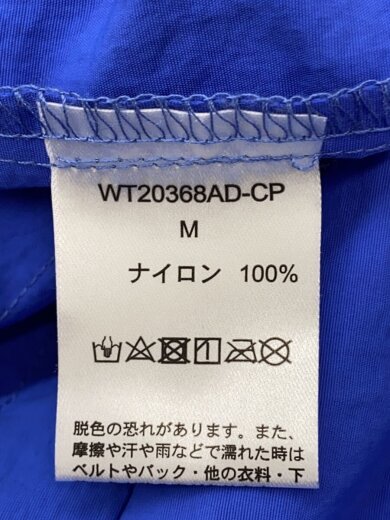 WT20368AD-CP
M
ナイロン 100%
脱色の恐れがあります。また、
摩擦や汗や雨などで濡れた時は
ベルトやバック・他の衣料・下